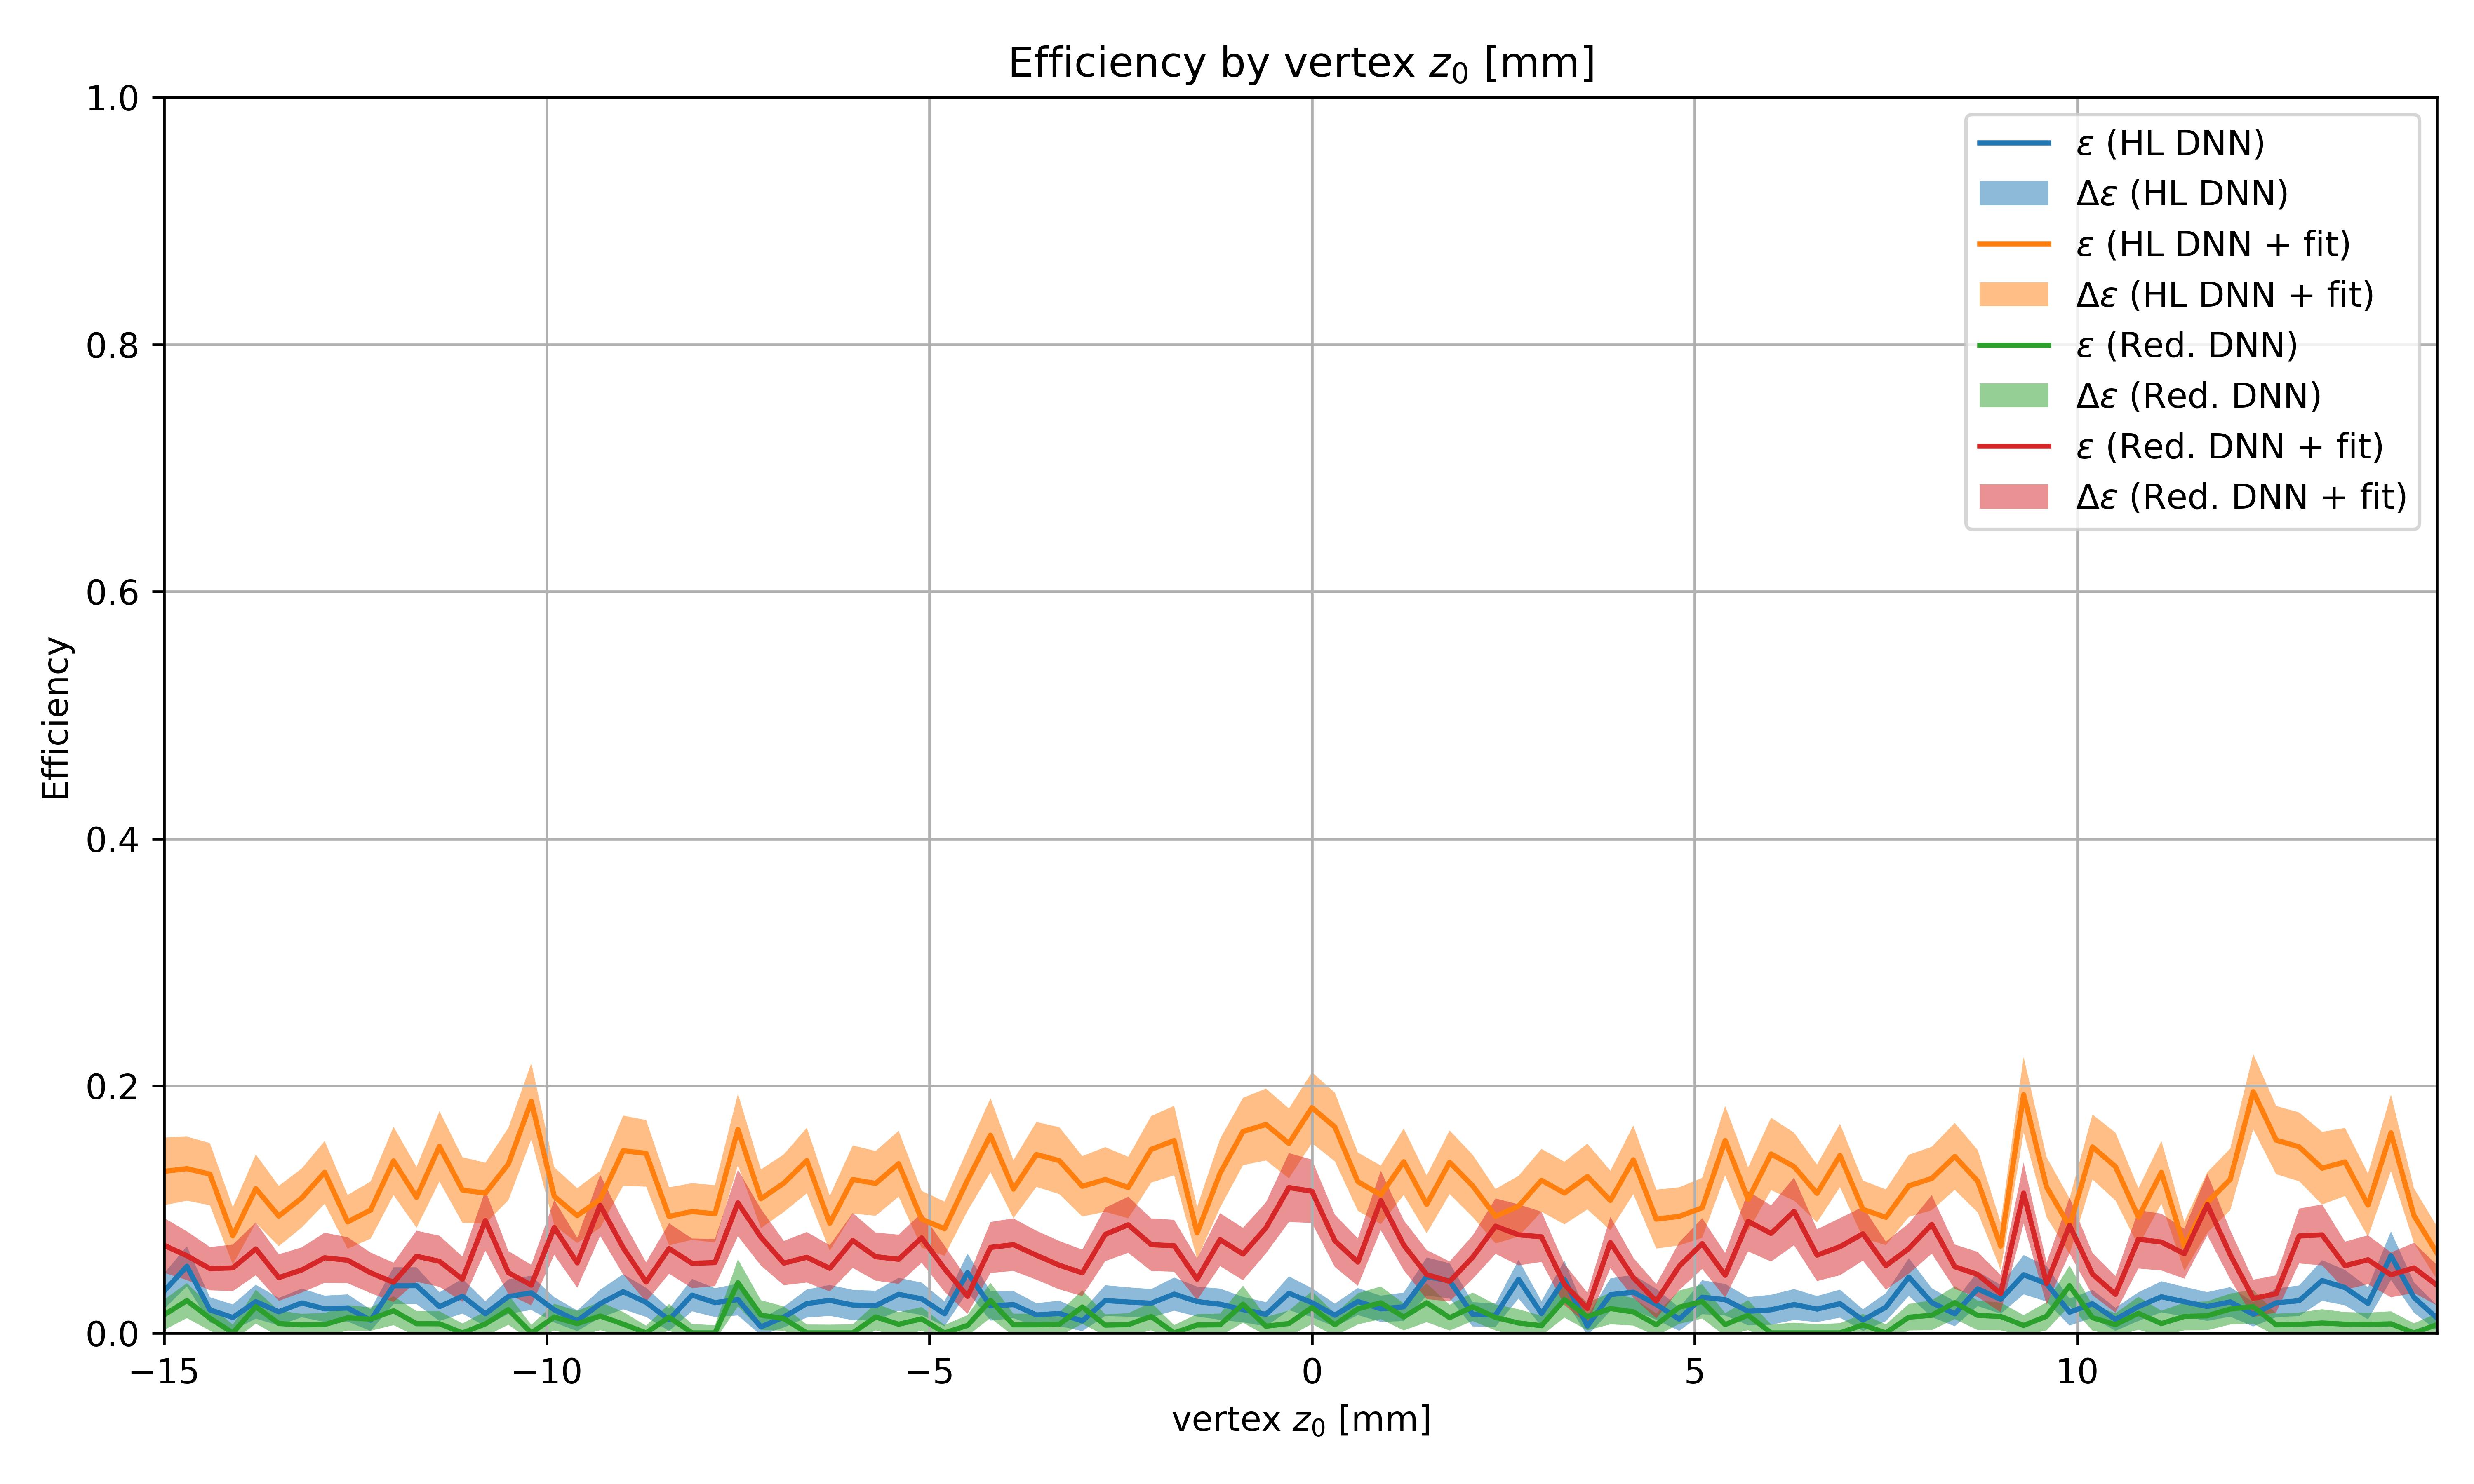 Efficiency by vertex z₀ [mm]
1.0
0.8
0.6
0.4
0.2
0.0
Efficiency
ε (HL DNN)
Δε (HL DNN)
ε (HL DNN + fit)
Δε (HL DNN + fit)
ε (Red. DNN)
Δε (Red. DNN)
ε (Red. DNN + fit)
Δε (Red. DNN + fit)
−15 −10 −5 0 5 10
vertex z₀ [mm]